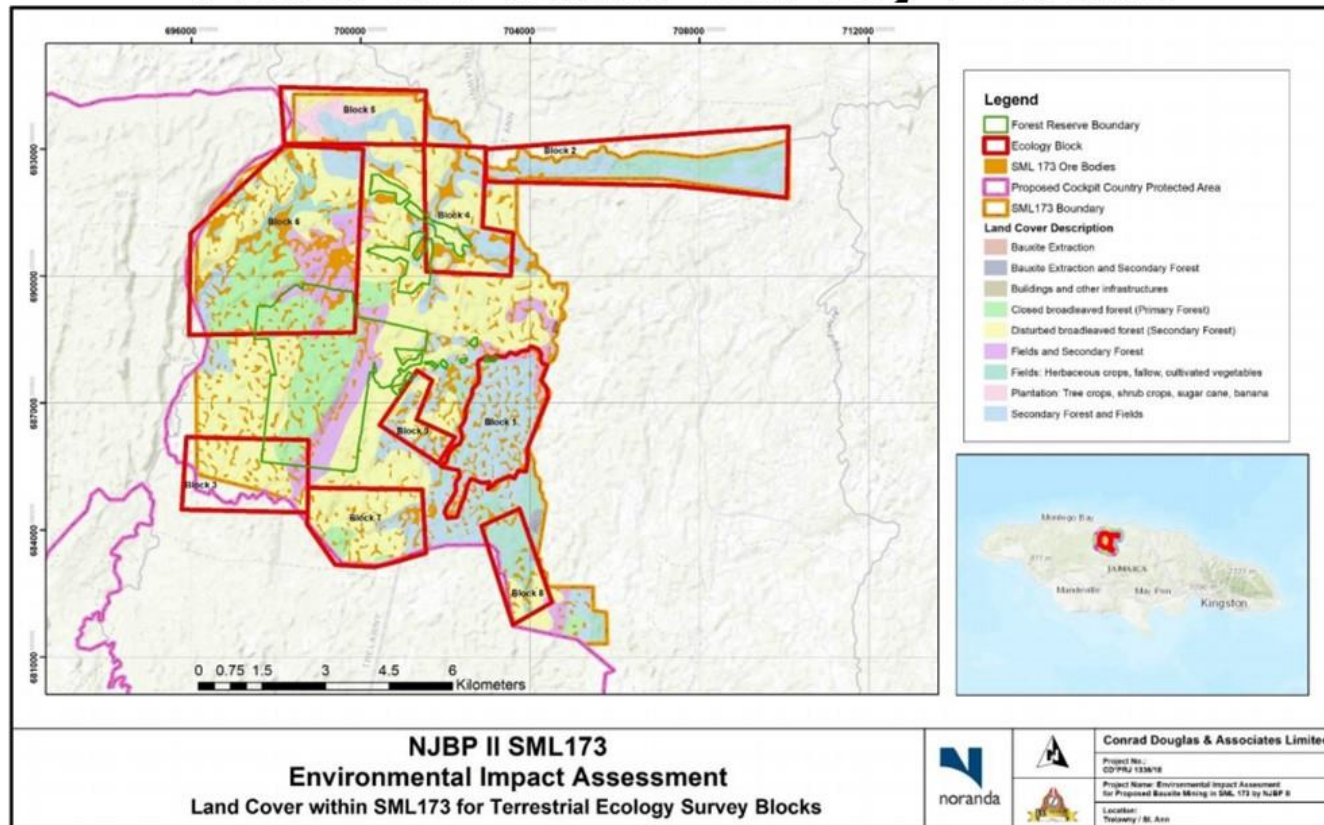 696000 700000 704000 708000 712000
693000
690000
687000
684000
681000
Block 5
Block 2
Block 4
Block 6
Block 1
Block 3
Block 7
Block 8
0 0.75 1.5 3 4.5 6
Kilometers
Legend
Forest Reserve Boundary
Ecology Block
SML 173 Ore Bodies
Proposed Cockpit Country Protected Area
SML173 Boundary
Land Cover Description
Bauxite Extraction
Bauxite Extraction and Secondary Forest
Buildings and other infrastructures
Closed broadleaved forest (Primary Forest)
Disturbed broadleaved forest (Secondary Forest)
Fields and Secondary Forest
Fields: Herbaceous crops, fallow, cultivated vegetables
Plantation: Tree crops, shrub crops, sugar cane, banana
Secondary Forest and Fields
Montego Bay
JAMAICA
Mandeville May Pen
Kingston
NJBP II SML173
Environmental Impact Assessment
Land Cover within SML173 for Terrestrial Ecology Survey Blocks
noranda
Conrad Douglas & Associates Limited
Project No.:
Project Name: Environmental Impact Assessment
for Proposed Bauxite Mining in SML 173 by NJBP II
Location:
Trelawny / St. Ann